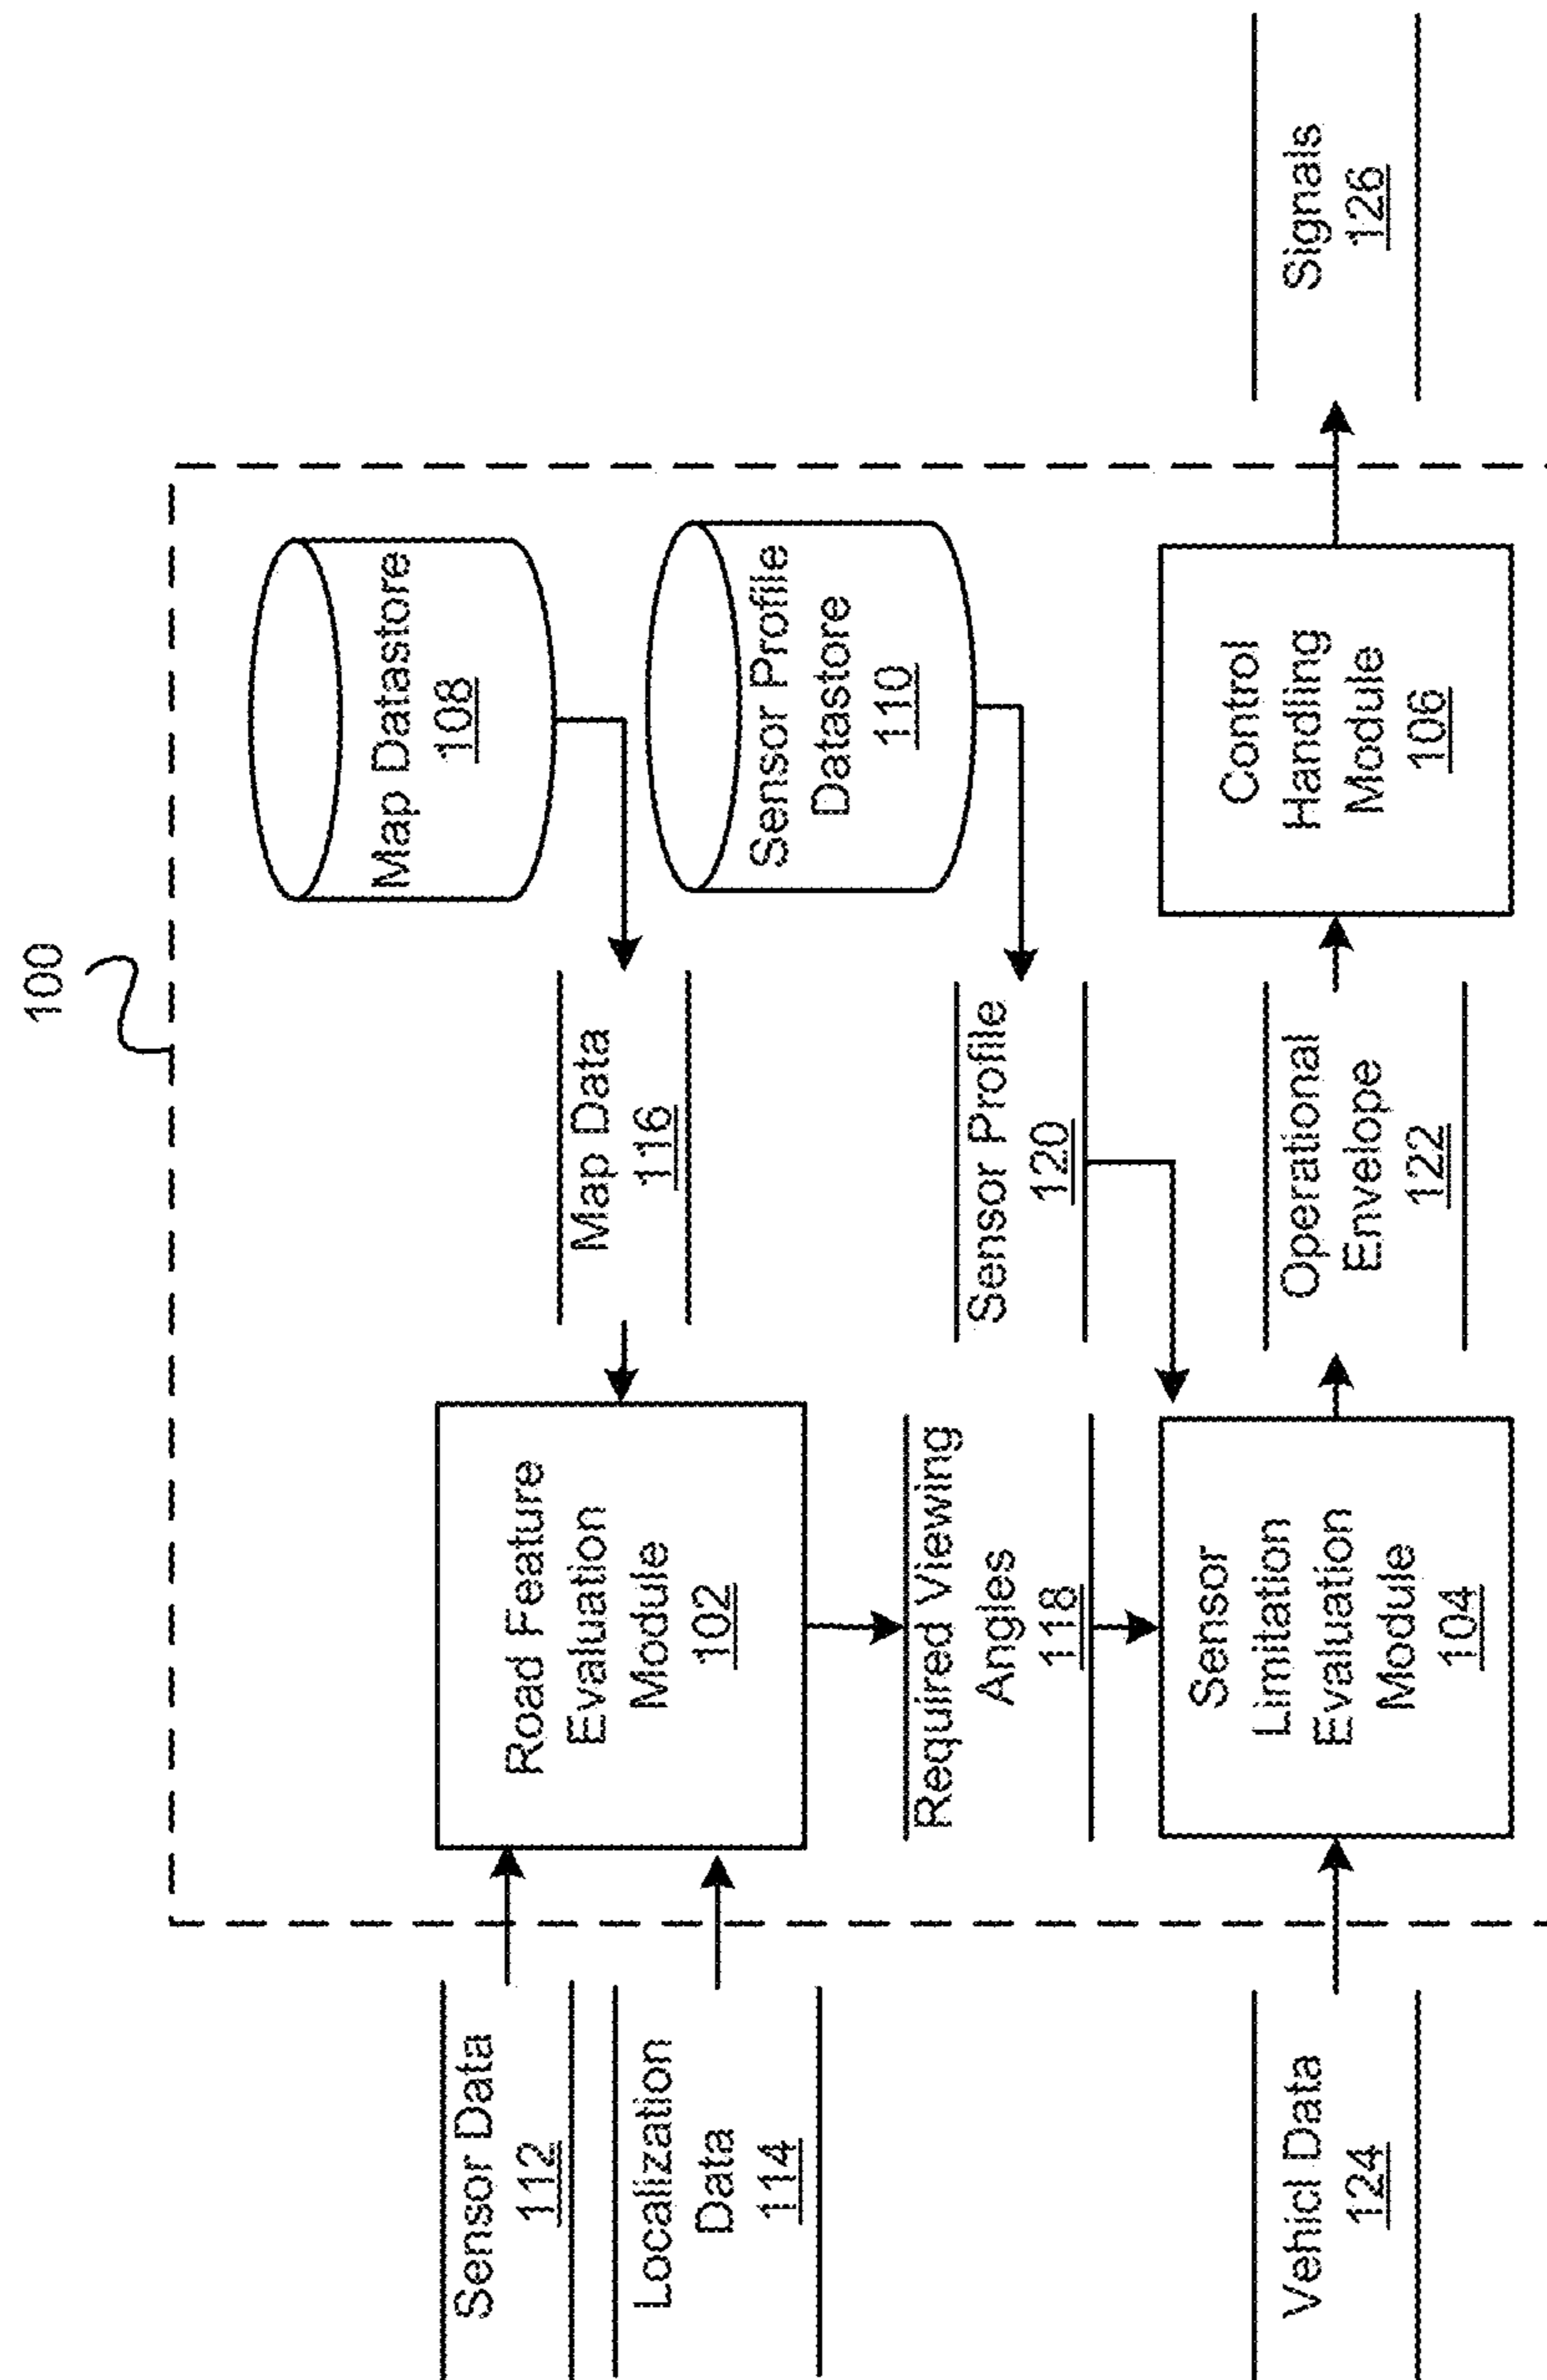 100
Sensor Data
112
Localization
Data
114
Road Feature
Evaluation
Module
102
Map Data
116
Map Datastore
108
Required Viewing
Angles
118
Sensor Profile
120
Sensor Profile
Datastore
110
Vehicl Data
124
Sensor
Limitation
Evaluation
Module
104
Operational
Envelope
122
Control
Handling
Module
106
Signals
126